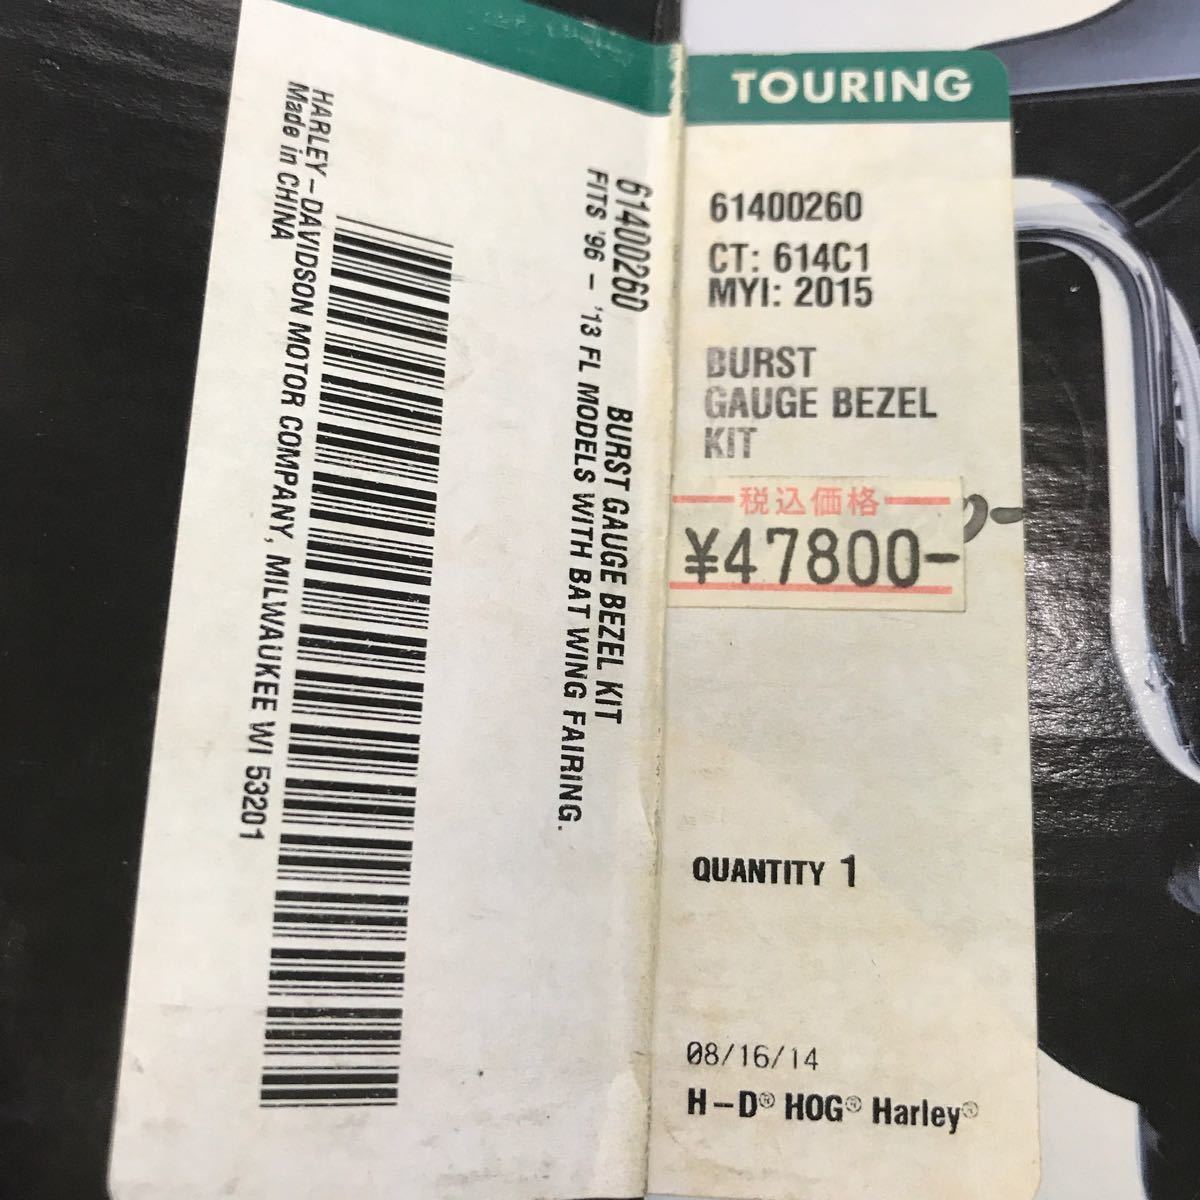 TOURING
61400260
CT: 614C1
MYI: 2015
BURST
GAUGE BEZEL
KIT
税込価格
¥47800-
QUANTITY 1
08/16/14
H-D® HOG® Harley®
61400260 BURST GAUGE BEZEL KIT
FITS '96 - '13 FL MODELS WITH BAT WING FAIRING.
HARLEY-DAVIDSON MOTOR COMPANY, MILWAUKEE WI 53201
Made in CHINA